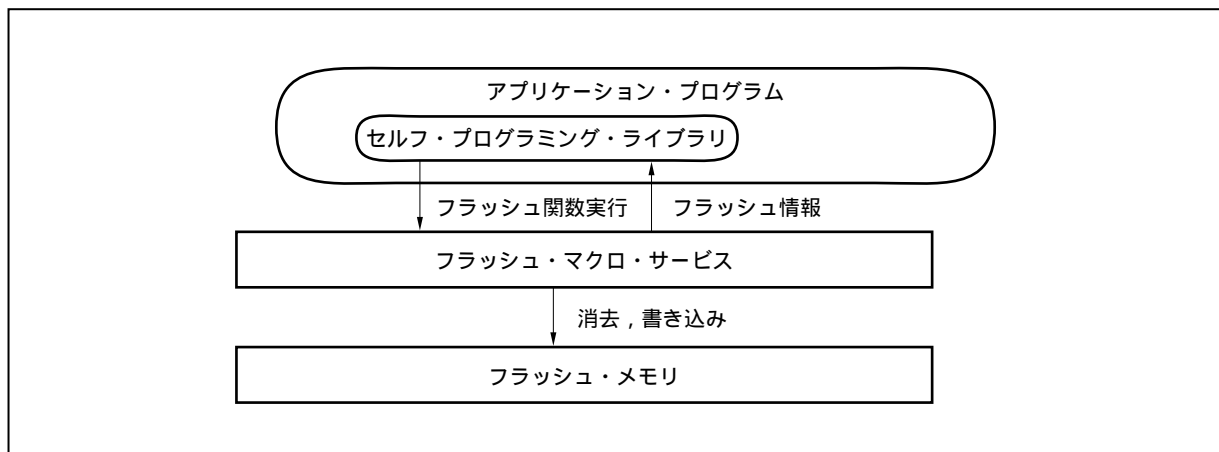 アプリケーション・プログラム
セルフ・プログラミング・ライブラリ
フラッシュ関数実行
フラッシュ情報
フラッシュ・マクロ・サービス
消去，書き込み
フラッシュ・メモリ